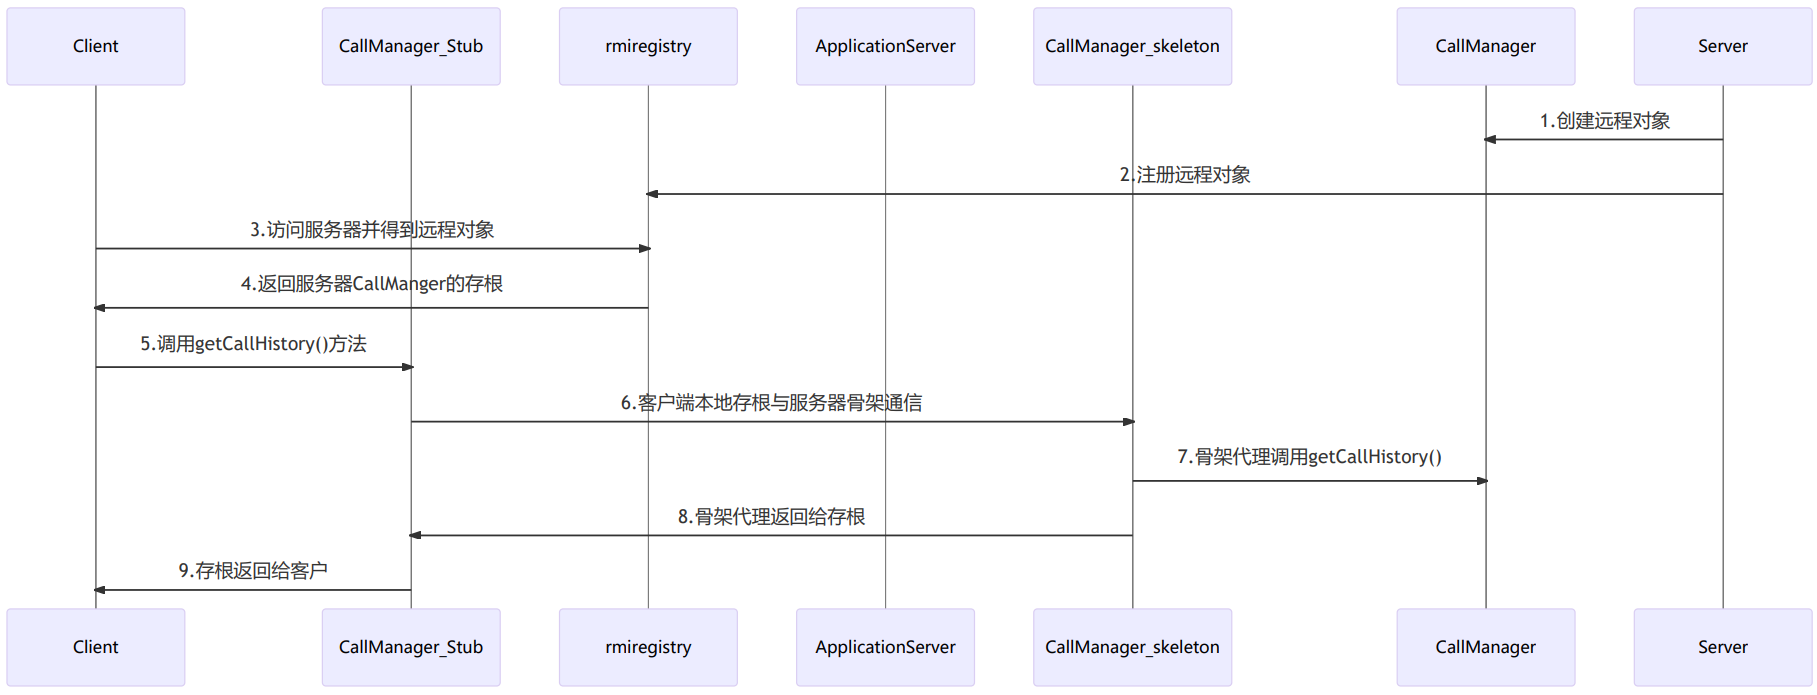 Client
CallManager_Stub
rmiregistry
ApplicationServer
CallManager_skeleton
CallManager
Server
1.创建远程对象
2.注册远程对象
3.访问服务器并得到远程对象
4.返回服务器CallManger的存根
5.调用getCallHistory()方法
6.客户端本地存根与服务器骨架通信
7.骨架代理调用getCallHistory()
8.骨架代理返回给存根
9.存根返回给客户
Client
CallManager_Stub
rmiregistry
ApplicationServer
CallManager_skeleton
CallManager
Server